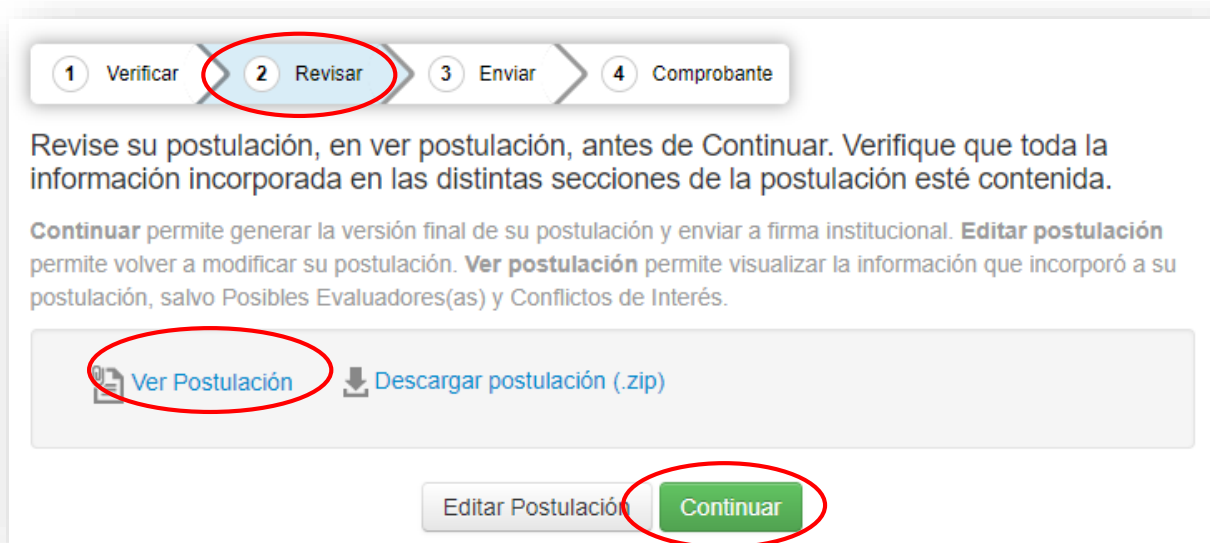 1 Verificar 2 Revisar 3 Enviar 4 Comprobante
Revise su postulación, en ver postulación, antes de Continuar. Verifique que toda la
información incorporada en las distintas secciones de la postulación esté contenida.
Continuar permite generar la versión final de su postulación y enviar a firma institucional. Editar postulación
permite volver a modificar su postulación. Ver postulación permite visualizar la información que incorporó a su
postulación, salvo Posibles Evaluadores(as) y Conflictos de Interés.
Ver Postulación Descargar postulación (.zip)
Editar Postulación Continuar